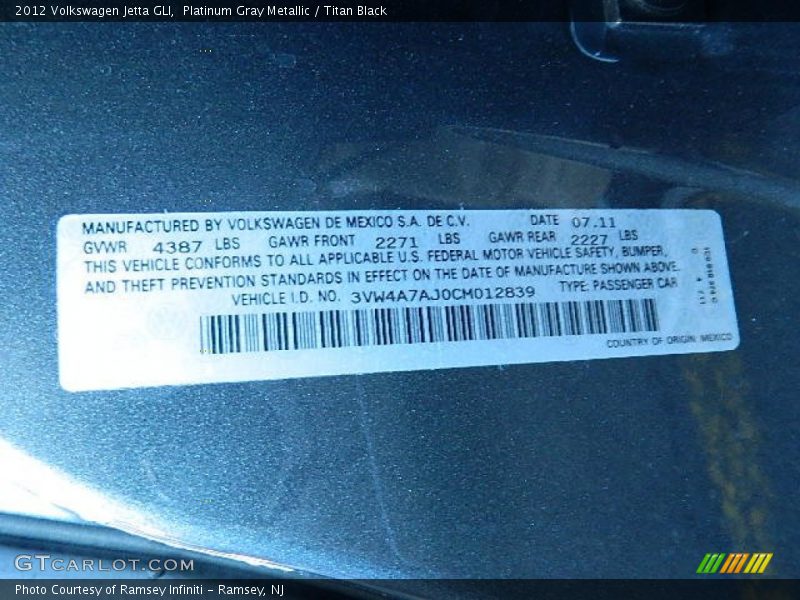 2012 Volkswagen Jetta GLI,  Platinum Gray Metallic / Titan Black
MANUFACTURED BY VOLKSWAGEN DE MEXICO S.A. DE C.V. DATE 07.11
GVWR 4387 LBS GAWR FRONT 2271 LBS GAWR REAR 2227 LBS
THIS VEHICLE CONFORMS TO ALL APPLICABLE U.S. FEDERAL MOTOR VEHICLE SAFETY, BUMPER,
AND THEFT PREVENTION STANDARDS IN EFFECT ON THE DATE OF MANUFACTURE SHOWN ABOVE.
VEHICLE I.D. NO. 3VW4A7AJ0CM012839 TYPE: PASSENGER CAR
COUNTRY OF ORIGIN: MEXICO
GTCARLOT.COM
Photo Courtesy of Ramsey Infiniti - Ramsey, NJ